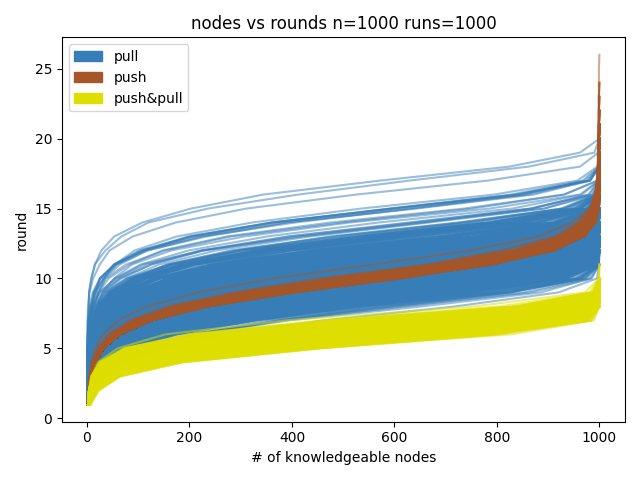 nodes vs rounds n=1000 runs=1000
pull
push
push&pull
25
20
15
10
5
0
round
0
200
400
600
800
1000
# of knowledgeable nodes